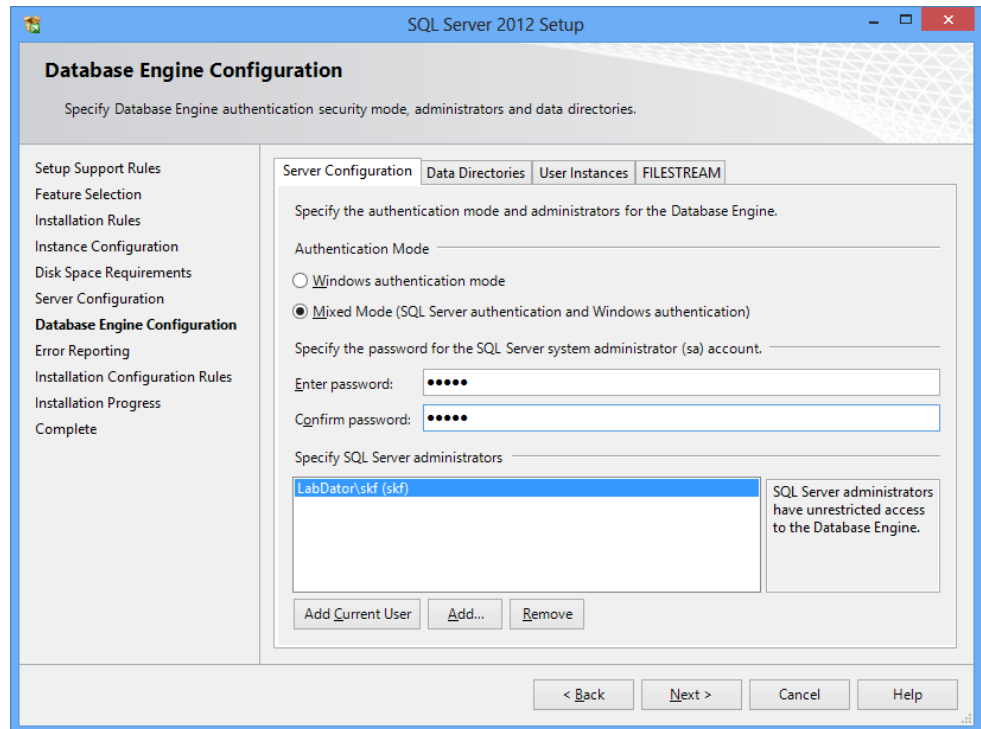 SQL Server 2012 Setup
Database Engine Configuration
Specify Database Engine authentication security mode, administrators and data directories.
Setup Support Rules
Feature Selection
Installation Rules
Instance Configuration
Disk Space Requirements
Server Configuration
Database Engine Configuration
Error Reporting
Installation Configuration Rules
Installation Progress
Complete
Server Configuration Data Directories User Instances FILESTREAM
Specify the authentication mode and administrators for the Database Engine.
Authentication Mode
Windows authentication mode
Mixed Mode (SQL Server authentication and Windows authentication)
Specify the password for the SQL Server system administrator (sa) account.
Enter password: ●●●●●
Confirm password: ●●●●●
Specify SQL Server administrators
LabDator\skf (skf)
SQL Server administrators
have unrestricted access
to the Database Engine.
Add Current User Add... Remove
< Back Next > Cancel Help